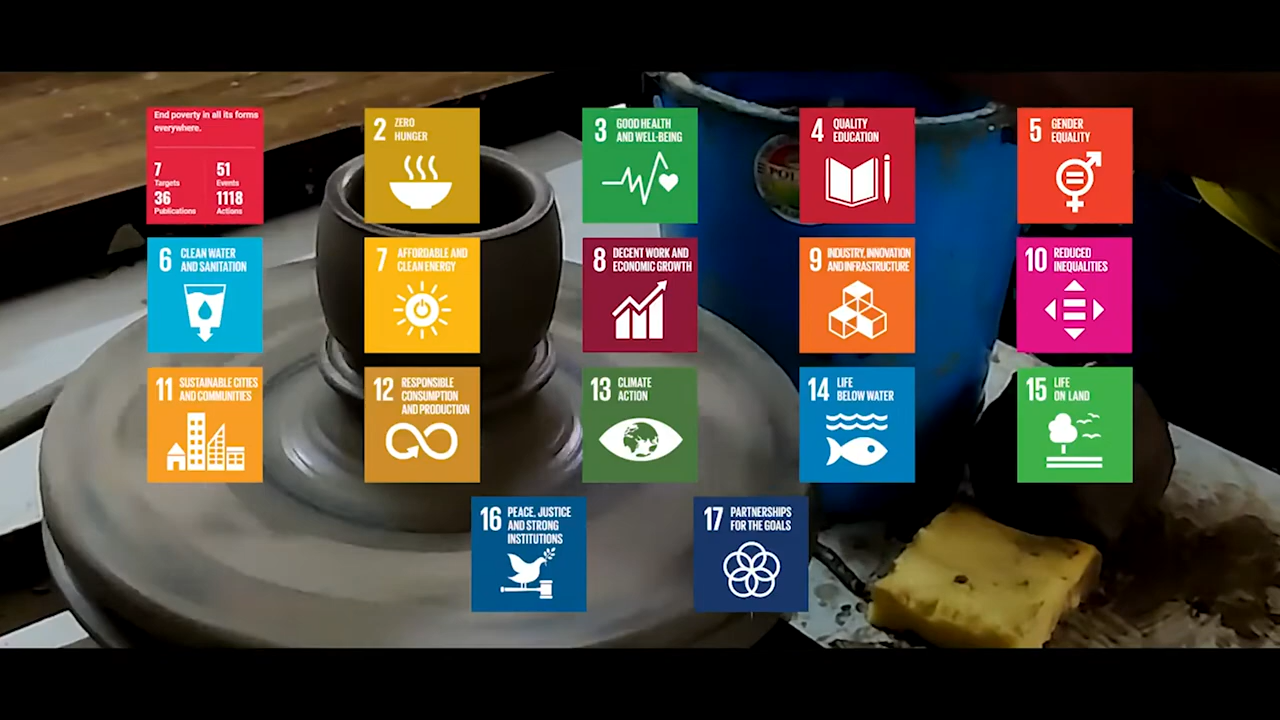 End poverty in all its forms
everywhere.
7
Targets
51
Events
36
Publications
1118
Actions
2 ZERO
HUNGER
3 GOOD HEALTH
AND WELL-BEING
4 QUALITY
EDUCATION
5 GENDER
EQUALITY
6 CLEAN WATER
AND SANITATION
7 AFFORDABLE AND
CLEAN ENERGY
8 DECENT WORK AND
ECONOMIC GROWTH
9 INDUSTRY, INNOVATION
AND INFRASTRUCTURE
10 REDUCED
INEQUALITIES
11 SUSTAINABLE CITIES
AND COMMUNITIES
12 RESPONSIBLE
CONSUMPTION
AND PRODUCTION
13 CLIMATE
ACTION
14 LIFE
BELOW WATER
15 LIFE
ON LAND
16 PEACE, JUSTICE
AND STRONG
INSTITUTIONS
17 PARTNERSHIPS
FOR THE GOALS